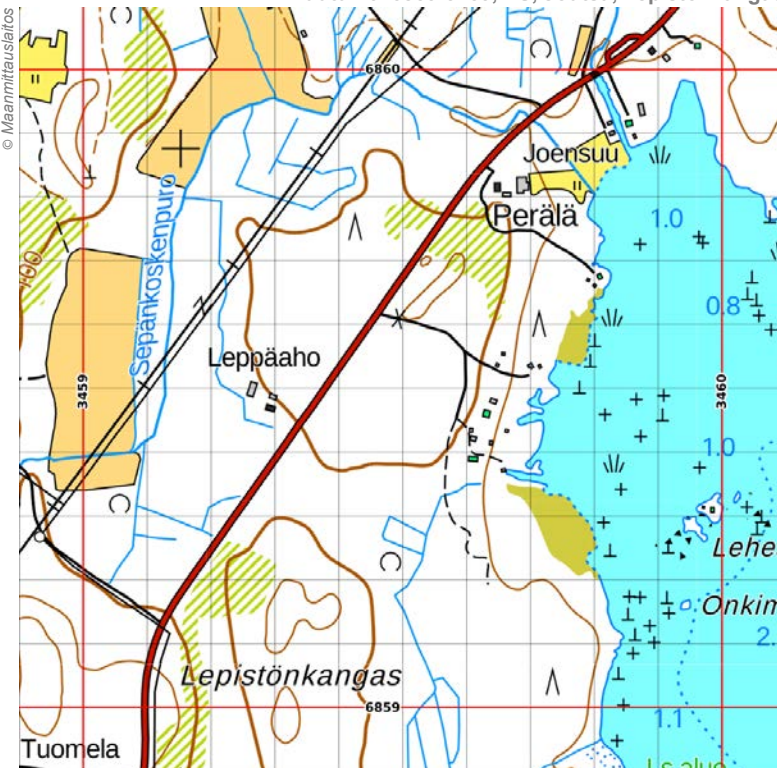 © Maanmittauslaitos
6860
Joensuu
Perälä
1.0
100
Sepänkoskenpuro
0.8
Leppäaho
3459
3460
1.0
Lehe
Onkim
2.
Lepistönkangas
6859
1.1
Tuomela